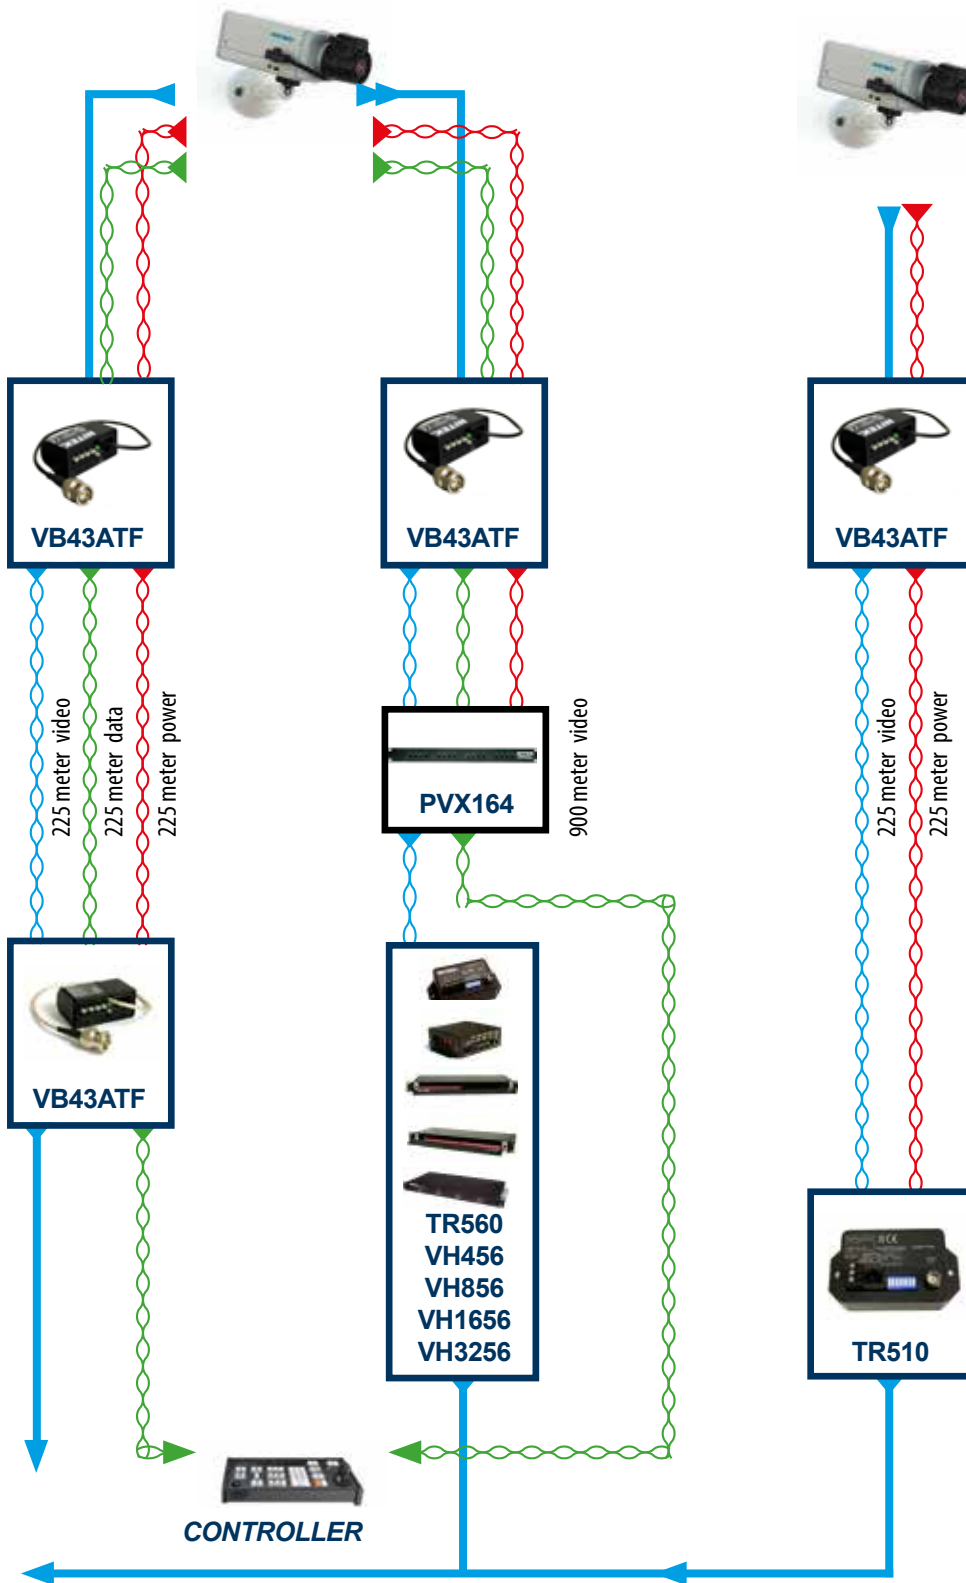 VB43ATF
VB43ATF
VB43ATF
225 meter video
225 meter data
225 meter power
PVX164
900 meter video
225 meter video
225 meter power
VB43ATF
TR560
VH456
VH856
VH1656
VH3256
TR510
CONTROLLER